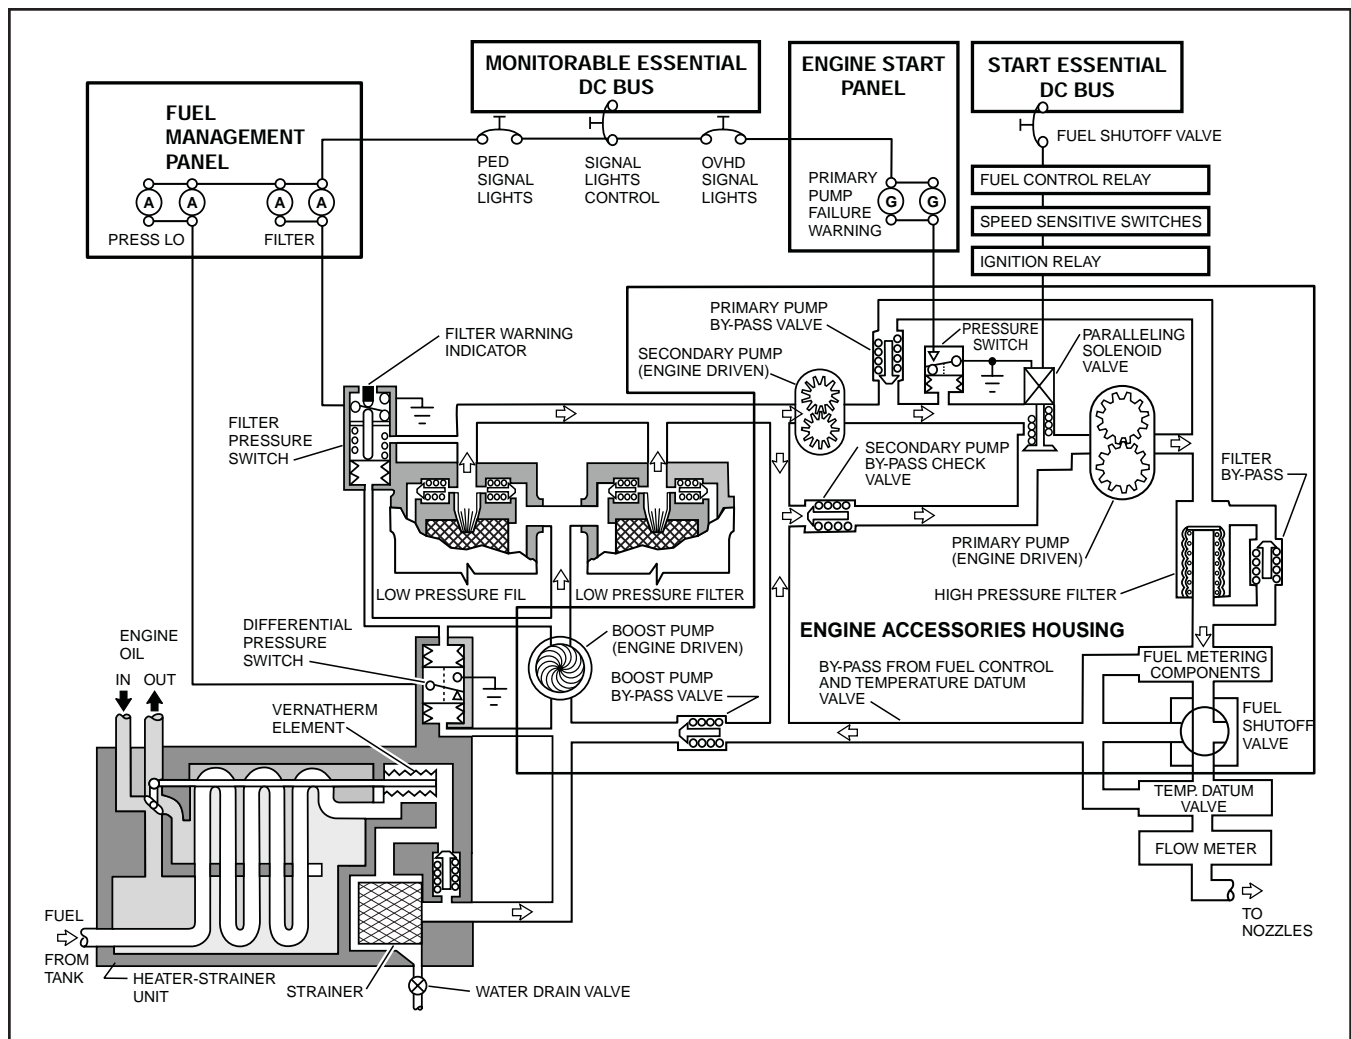 MONITORABLE ESSENTIAL
DC BUS
ENGINE START
PANEL
START ESSENTIAL
DC BUS
FUEL
MANAGEMENT
PANEL
FUEL SHUTOFF VALVE
PED
SIGNAL
LIGHTS
SIGNAL
LIGHTS
CONTROL
OVHD
SIGNAL
LIGHTS
PRIMARY
PUMP
FAILURE
WARNING
FUEL CONTROL RELAY
SPEED SENSITIVE SWITCHES
IGNITION RELAY
A
A
A
A
G
G
PRESS LO
FILTER
FILTER WARNING
INDICATOR
PRIMARY PUMP
BY-PASS VALVE
PRESSURE
SWITCH
PARALLELING
SOLENOID
VALVE
SECONDARY PUMP
(ENGINE DRIVEN)
FILTER
PRESSURE
SWITCH
SECONDARY PUMP
BY-PASS CHECK
VALVE
FILTER
BY-PASS
PRIMARY PUMP
(ENGINE DRIVEN)
LOW PRESSURE FIL
LOW PRESSURE FILTER
HIGH PRESSURE FILTER
ENGINE
OIL
IN
OUT
DIFFERENTIAL
PRESSURE
SWITCH
BOOST PUMP
(ENGINE DRIVEN)
ENGINE ACCESSORIES HOUSING
BOOST PUMP
BY-PASS VALVE
BY-PASS FROM FUEL CONTROL
AND TEMPERATURE DATUM
VALVE
FUEL METERING
COMPONENTS
VERNATHERM
ELEMENT
FUEL
SHUTOFF
VALVE
TEMP. DATUM
VALVE
FLOW METER
FUEL
FROM
TANK
TO
NOZZLES
HEATER-STRAINER
UNIT
STRAINER
WATER DRAIN VALVE